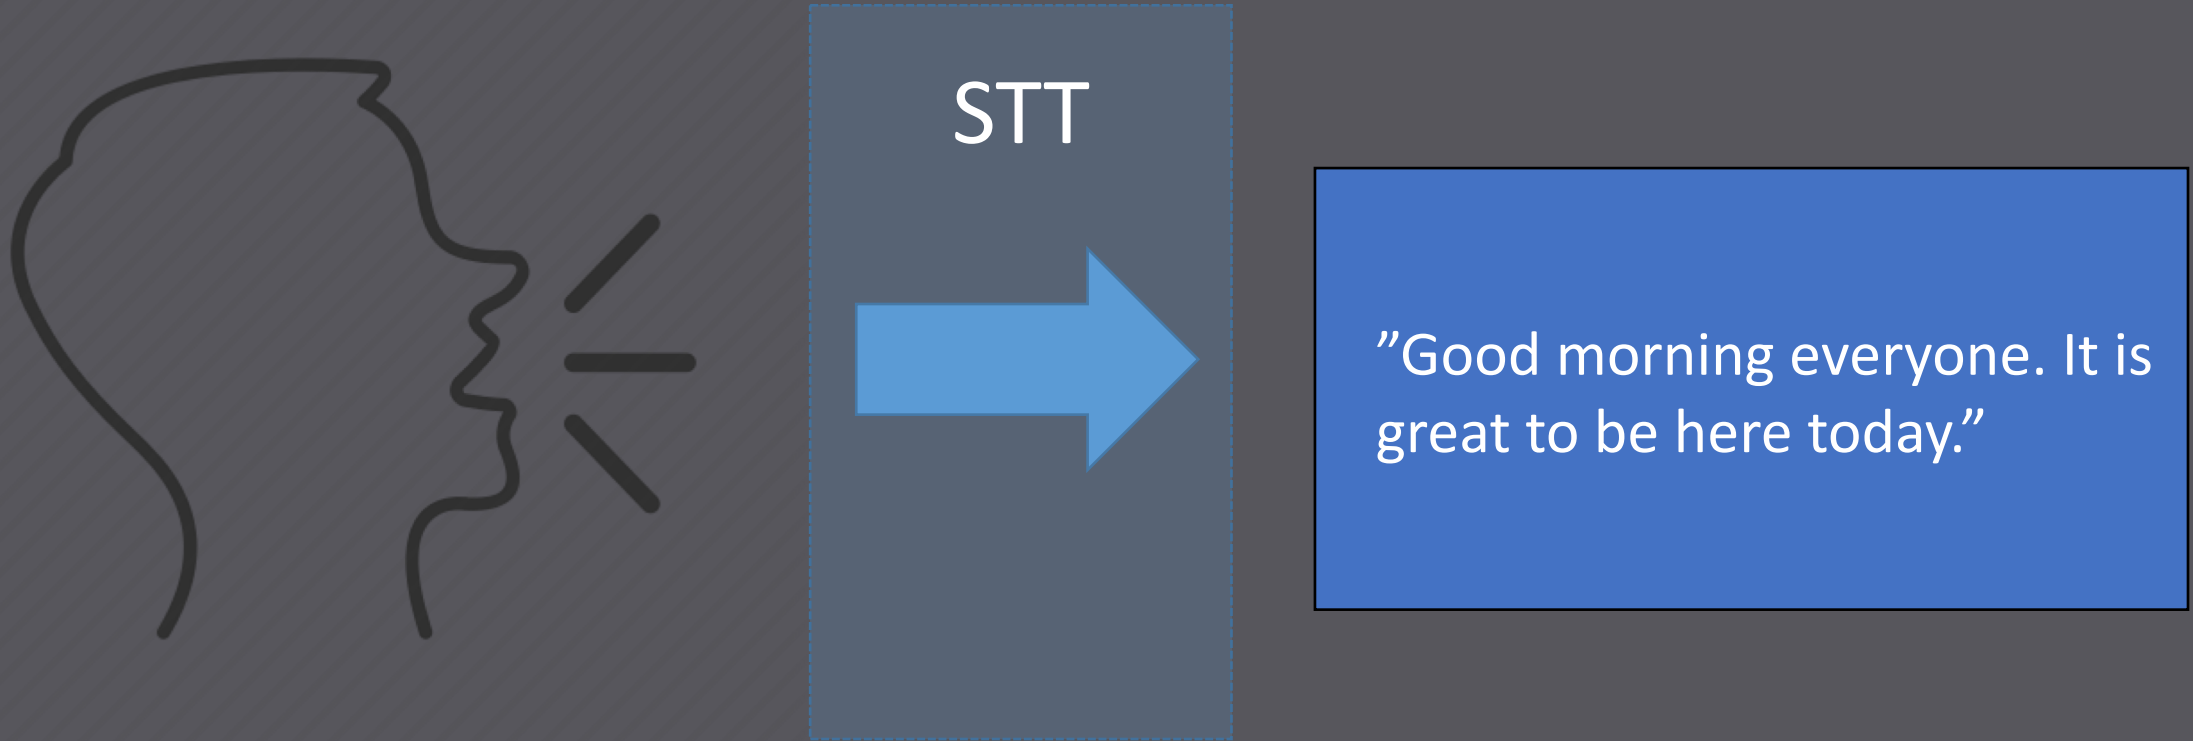 STT
”Good morning everyone. It is
great to be here today.”